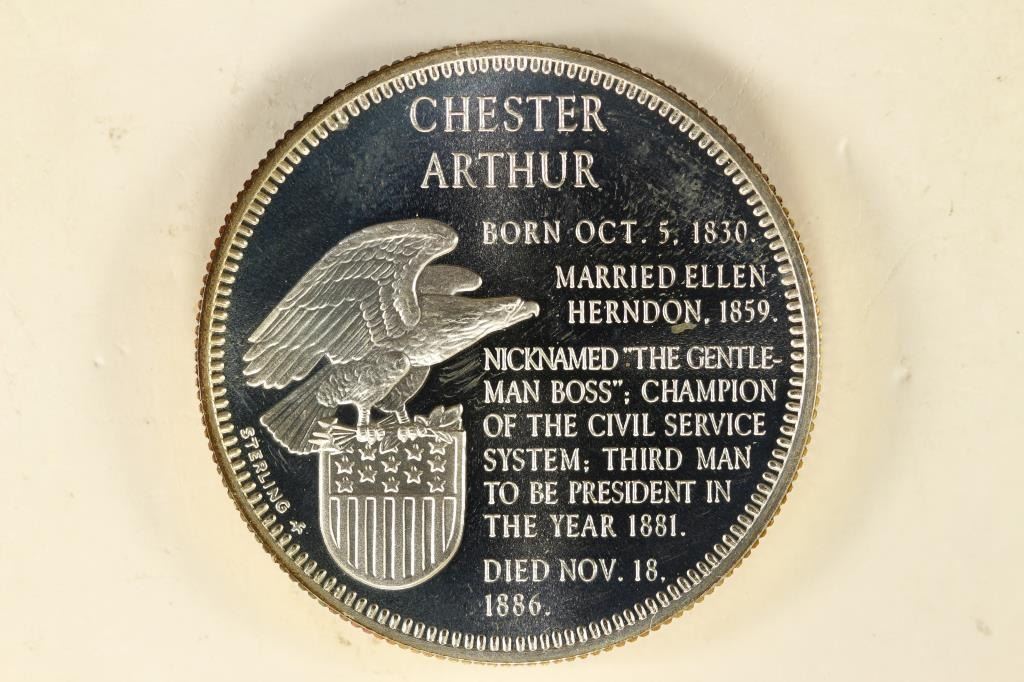 CHESTER
ARTHUR
BORN OCT. 5, 1830.
MARRIED ELLEN
HERNDON, 1859.
NICKNAMED "THE GENTLE-
MAN BOSS"; CHAMPION
OF THE CIVIL SERVICE
SYSTEM; THIRD MAN
TO BE PRESIDENT IN
THE YEAR 1881.
DIED NOV. 18,
1886.
STERLING